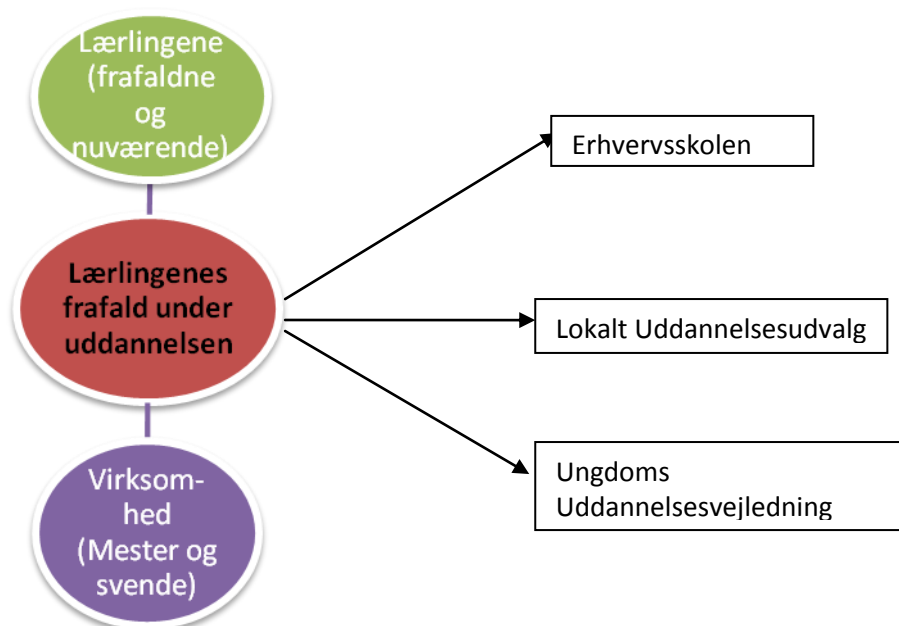 Lærlingene
(frafaldne
og
nuværende)
Erhvervsskolen
Lærlingenes
frafald under
uddannelsen
Lokalt Uddannelsesudvalg
Virksom-
hed
(Mester og
svende)
Ungdoms
Uddannelsesvejledning